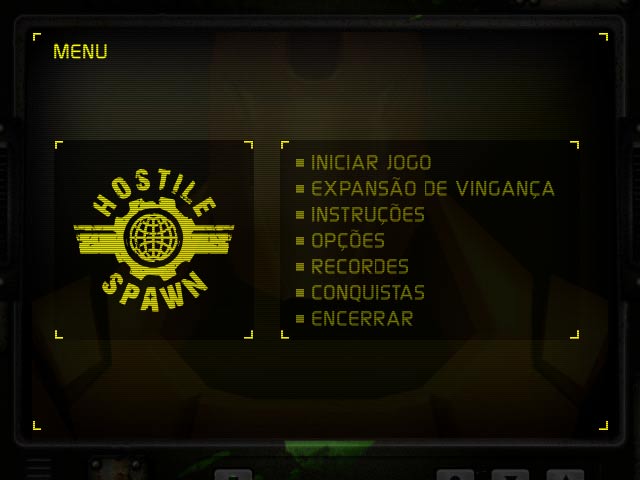 MENU
HOSTILE
SPAWN
INICIAR JOGO
EXPANSÃO DE VINGANÇA
INSTRUÇÕES
OPÇÕES
RECORDES
CONQUISTAS
ENCERRAR